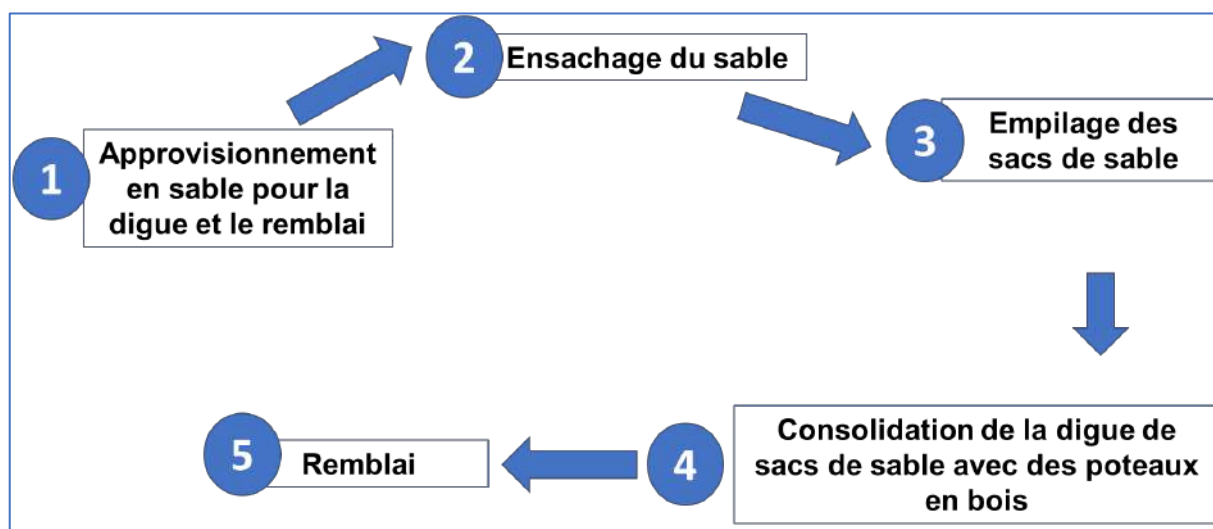 1
Approvisionnement
en sable pour la
digue et le remblai
2
Ensachage du sable
3
Empilage des
sacs de sable
4
Consolidation de la digue de
sacs de sable avec des poteaux
en bois
5
Remblai